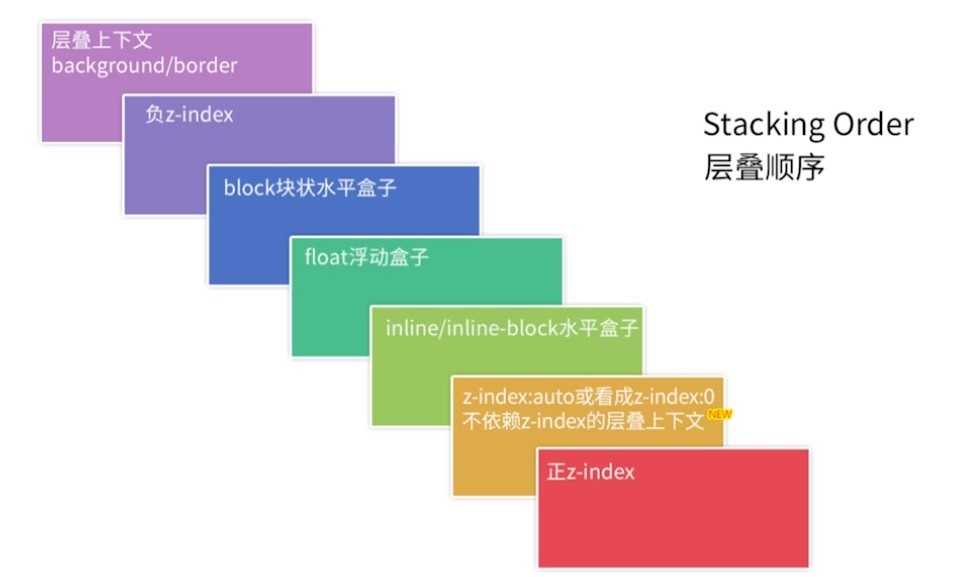 层叠上下文
background/border
负z-index
block块状水平盒子
float浮动盒子
inline/inline-block水平盒子
z-index:auto或看成z-index:0
不依赖z-index的层叠上下文
NEW
正z-index
Stacking Order
层叠顺序